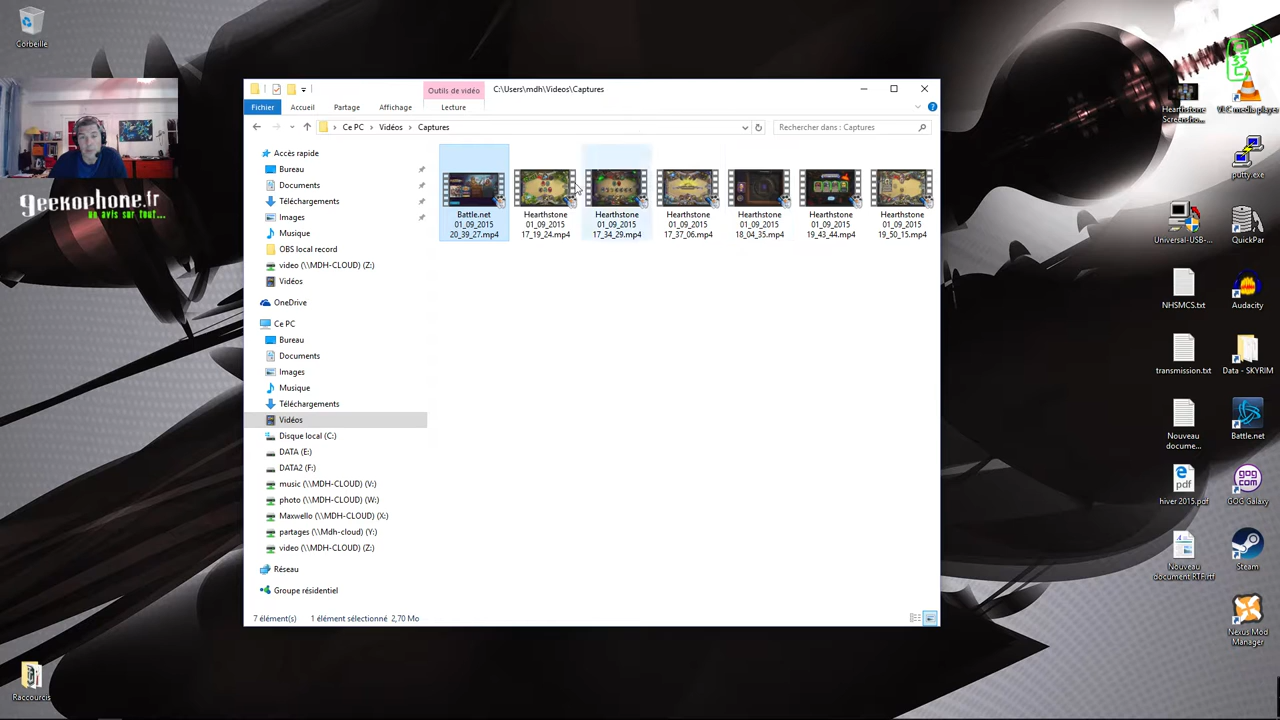 Corbeille
geekophone.fr
un avis sur tout...
Raccourcis
Outils de vidéo
C:\Users\mdh\Videos\Captures
Fichier
Accueil
Partage
Affichage
Lecture
Ce PC
Vidéos
Captures
Rechercher dans : Captures
Accès rapide
Bureau
Documents
Téléchargements
Images
Musique
OBS local record
video (\\MDH-CLOUD) (Z:)
Vidéos
OneDrive
Ce PC
Bureau
Documents
Images
Musique
Téléchargements
Vidéos
Disque local (C:)
DATA (E:)
DATA2 (F:)
music (\\MDH-CLOUD) (V:)
photo (\\MDH-CLOUD) (W:)
Maxwello (\\MDH-CLOUD) (X:)
partages (\\Mdh-cloud) (Y:)
video (\\MDH-CLOUD) (Z:)
Réseau
Groupe résidentiel
Battle.net
01_09_2015
20_39_27.mp4
Hearthstone
01_09_2015
17_19_24.mp4
Hearthstone
01_09_2015
17_34_29.mp4
Hearthstone
01_09_2015
17_37_06.mp4
Hearthstone
01_09_2015
18_04_35.mp4
Hearthstone
01_09_2015
19_43_44.mp4
Hearthstone
01_09_2015
19_50_15.mp4
7 élément(s)
1 élément sélectionné 2,70 Mo
Hearthstone
Screensho...
VLC media player
putty.exe
Universal-USB-...
QuickPar
NHSMCS.txt
Audacity
transmission.txt
Data - SKYRIM
Nouveau
docume...
Battle.net
pdf
hiver 2015.pdf
GOG
COM
GOG Galaxy
Nouveau
document RTF.rtf
Steam
Nexus Mod
Manager